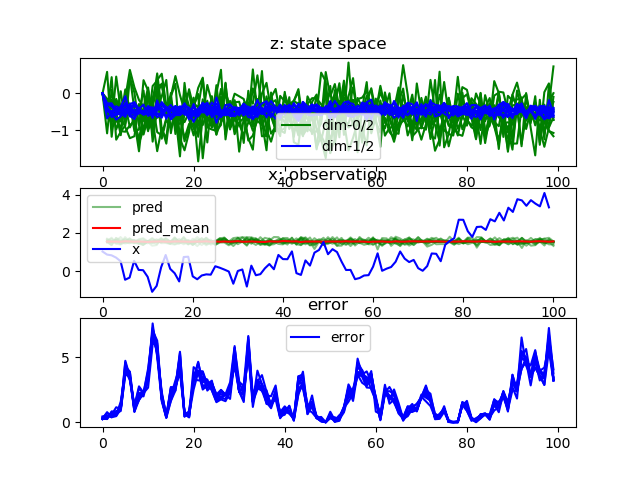 z: state space
0
−1
dim-0/2
dim-1/2
0 20 40 60 80 100
x: observation
4
2
0
pred
pred_mean
x
0 20 40 60 80 100
error
5
0
error
0 20 40 60 80 100